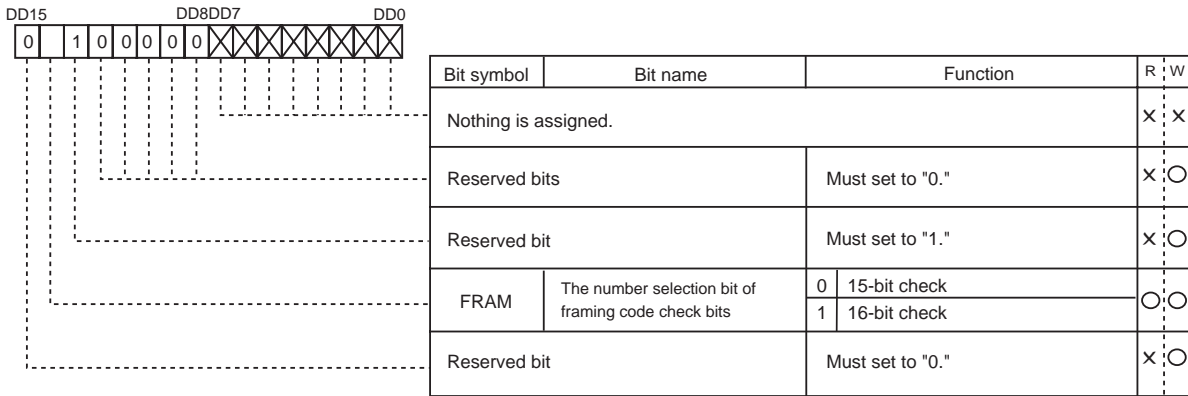 DD15 DD8DD7 DD0
0 1 0 0 0 0 0
Bit symbol Bit name Function R W
Nothing is assigned. X X
Reserved bits Must set to "0." X O
Reserved bit Must set to "1." X O
FRAM The number selection bit of framing code check bits 0 15-bit check O O
1 16-bit check
Reserved bit Must set to "0." X O